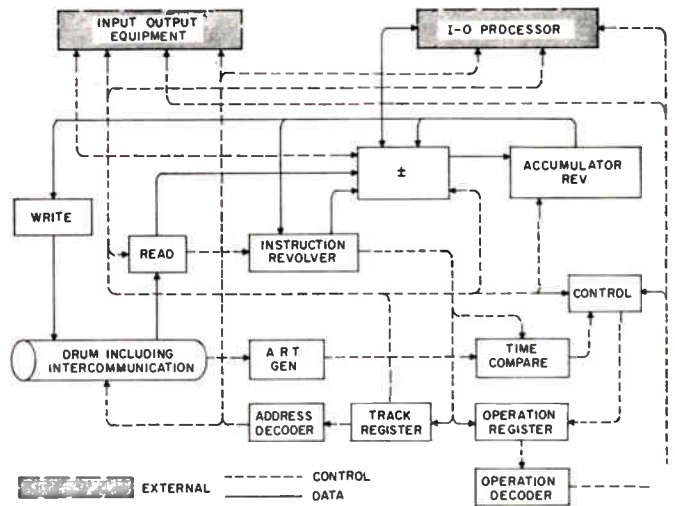 INPUT OUTPUT
EQUIPMENT
I-O PROCESSOR
±
ACCUMULATOR
REV
WRITE
READ
INSTRUCTION
REVOLVER
CONTROL
DRUM INCLUDING
INTERCOMMUNICATION
A R T
GEN
TIME
COMPARE
ADDRESS
DECODER
TRACK
REGISTER
OPERATION
REGISTER
EXTERNAL
CONTROL
DATA
OPERATION
DECODER